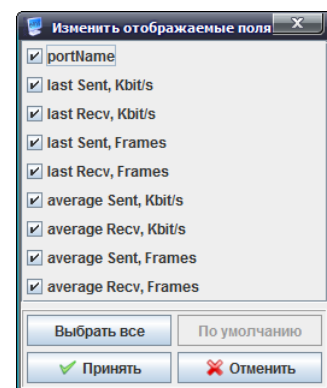 Изменить отображаемые поля
portName
last Sent, Kbit/s
last Recv, Kbit/s
last Sent, Frames
last Recv, Frames
average Sent, Kbit/s
average Recv, Kbit/s
average Sent, Frames
average Recv, Frames
Выбрать все По умолчанию
Принять Отменить